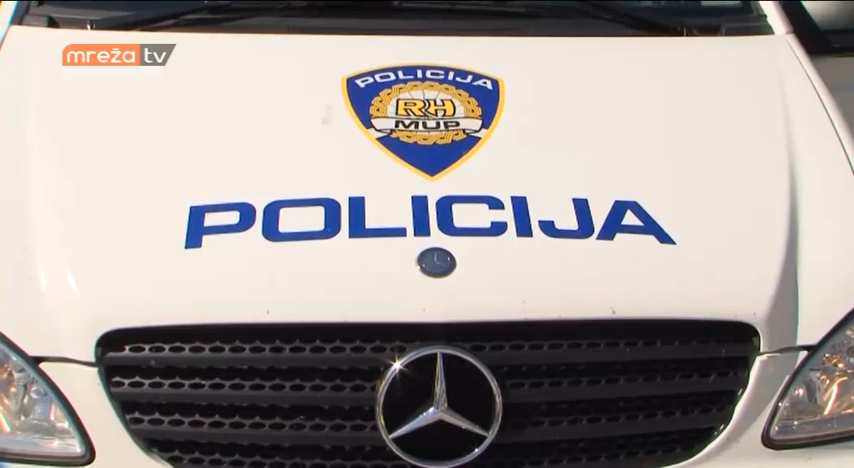 mreža tv
POLICIJA
RH
MUP
POLICIJA